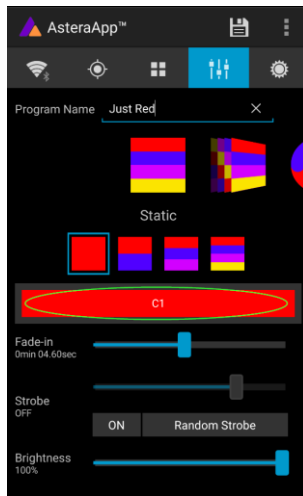 AsteraApp™
Program Name Just Red
Static
C1
Fade-in
0min 04.60sec
Strobe
OFF
ON Random Strobe
Brightness
100%